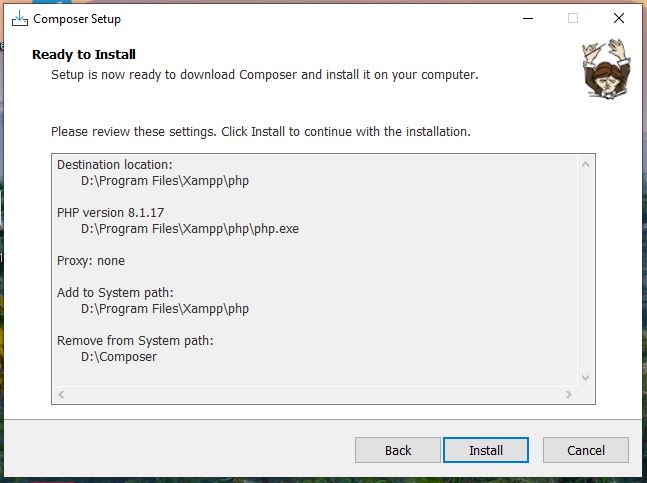 Composer Setup
Ready to Install
Setup is now ready to download Composer and install it on your computer.
Please review these settings. Click Install to continue with the installation.
Destination location:
D:\Program Files\Xampp\php
PHP version 8.1.17
D:\Program Files\Xampp\php\php.exe
Proxy: none
Add to System path:
D:\Program Files\Xampp\php
Remove from System path:
D:\Composer
Back
Install
Cancel